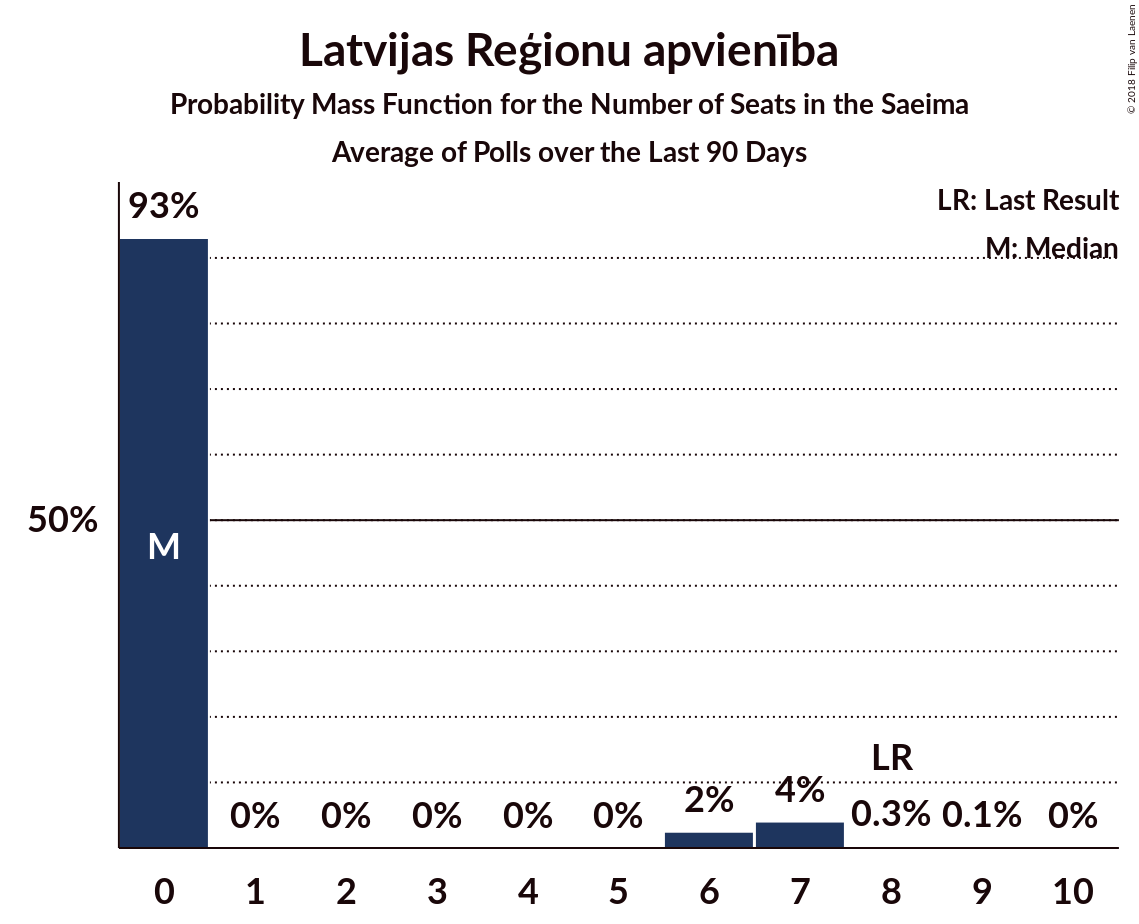 Latvijas Reģionu apvienība
Probability Mass Function for the Number of Seats in the Saeima
Average of Polls over the Last 90 Days
© 2018 Filip van Laenen
LR: Last Result
M: Median
93%
50%
M
LR
0% 0% 0% 0% 0% 2% 4% 0.3% 0.1% 0%
0 1 2 3 4 5 6 7 8 9 10